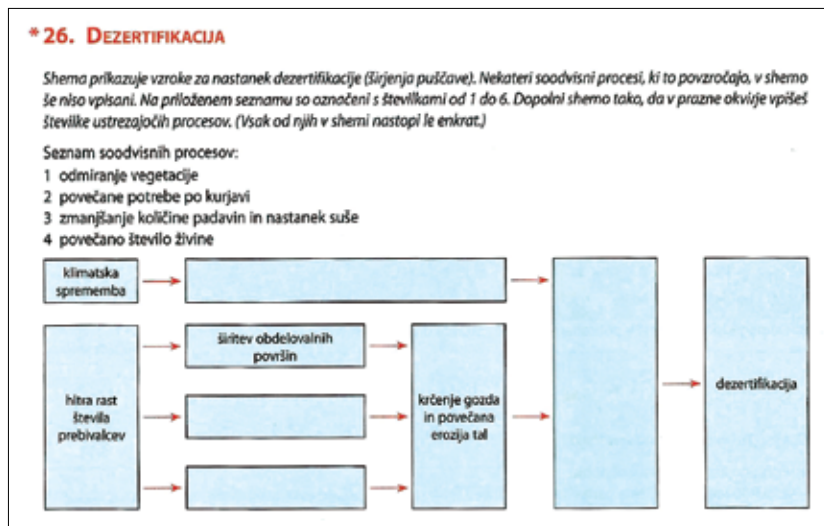 * 26. DEZERTIFIKACIJA
Shema prikazuje vzroke za nastanek dezertifikacije (širjenja puščave). Nekateri soodvisni procesi, ki to povzročajo, v shemo
še niso vpisani. Na priloženem seznamu so označeni s številkami od 1 do 6. Dopolni shemo tako, da v prazne okvirje vpišeš
številke ustrezajočih procesov. (Vsak od njih v shemi nastopi le enkrat.)
Seznam soodvisnih procesov:
1 odmiranje vegetacije
2 povečane potrebe po kurjavi
3 zmanjšanje količine padavin in nastanek suše
4 povečano število živine
klimatska
sprememba
širitev obdelovalnih
površin
hitra rast
števila
prebivalcev
krčenje gozda
in povečana
erozija tal
dezertifikacija